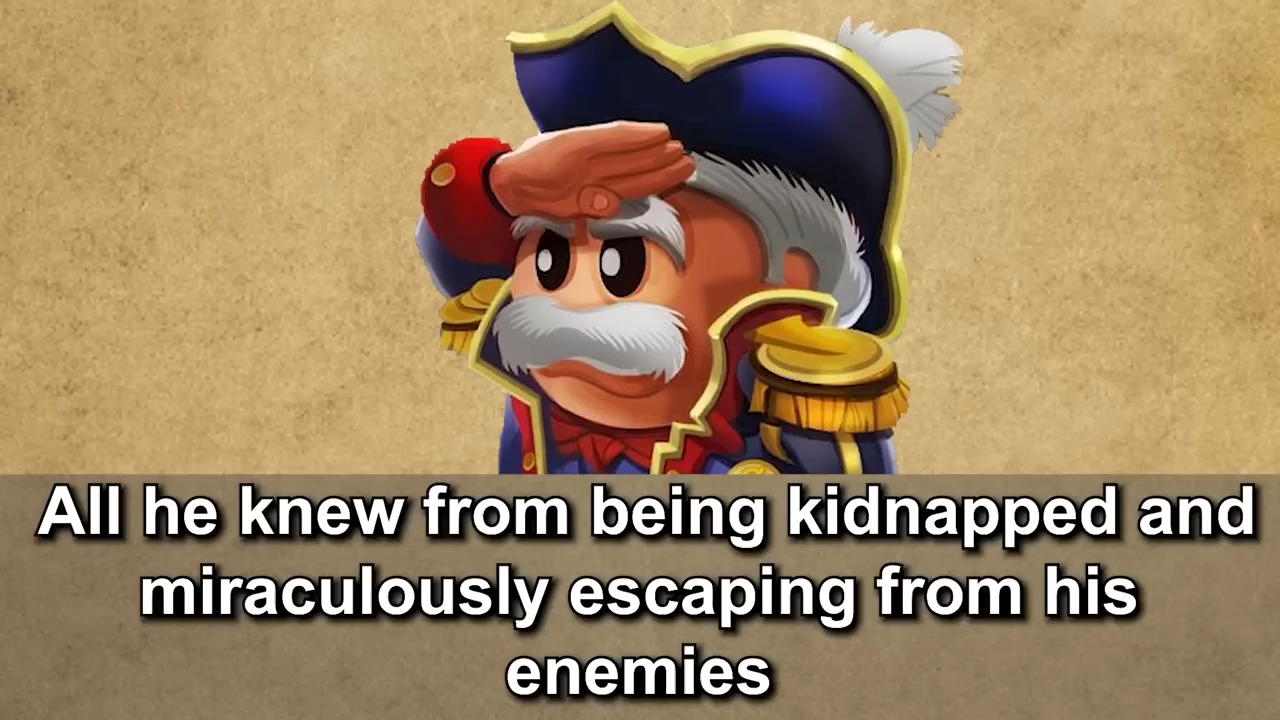 All he knew from being kidnapped and
miraculously escaping from his
enemies